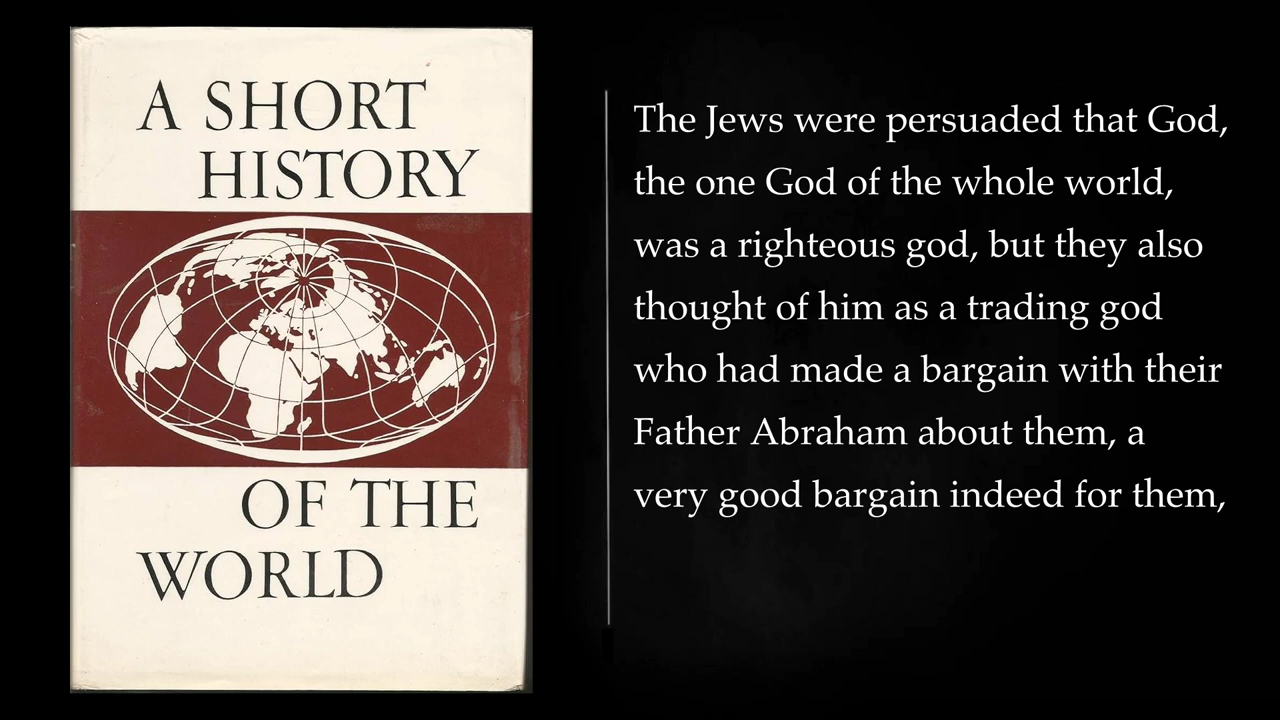 A SHORT
HISTORY
OF THE
WORLD
The Jews were persuaded that God,
the one God of the whole world,
was a righteous god, but they also
thought of him as a trading god
who had made a bargain with their
Father Abraham about them, a
very good bargain indeed for them,